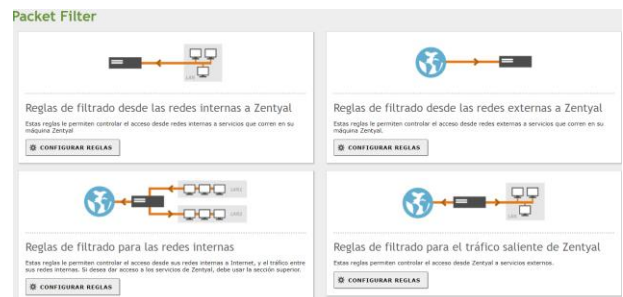 Packet Filter
LAN
Reglas de filtrado desde las redes internas a Zentyal
Estas reglas le permiten controlar el acceso desde redes internas a servicios que corren en su
máquina Zentyal
CONFIGURAR REGLAS
Reglas de filtrado desde las redes externas a Zentyal
Estas reglas le permiten controlar el acceso desde redes externas a servicios que corren en su
máquina Zentyal.
CONFIGURAR REGLAS
LAN1
LAN2
Reglas de filtrado para las redes internas
Estas reglas le permiten controlar el acceso desde sus redes internas a Internet, y el tráfico entre
sus redes internas. Si desea dar acceso a los servicios de Zentyal, debe usar la sección superior.
CONFIGURAR REGLAS
LAN
Reglas de filtrado para el tráfico saliente de Zentyal
Estas reglas permiten controlar el acceso desde Zentyal a servicios externos.
CONFIGURAR REGLAS